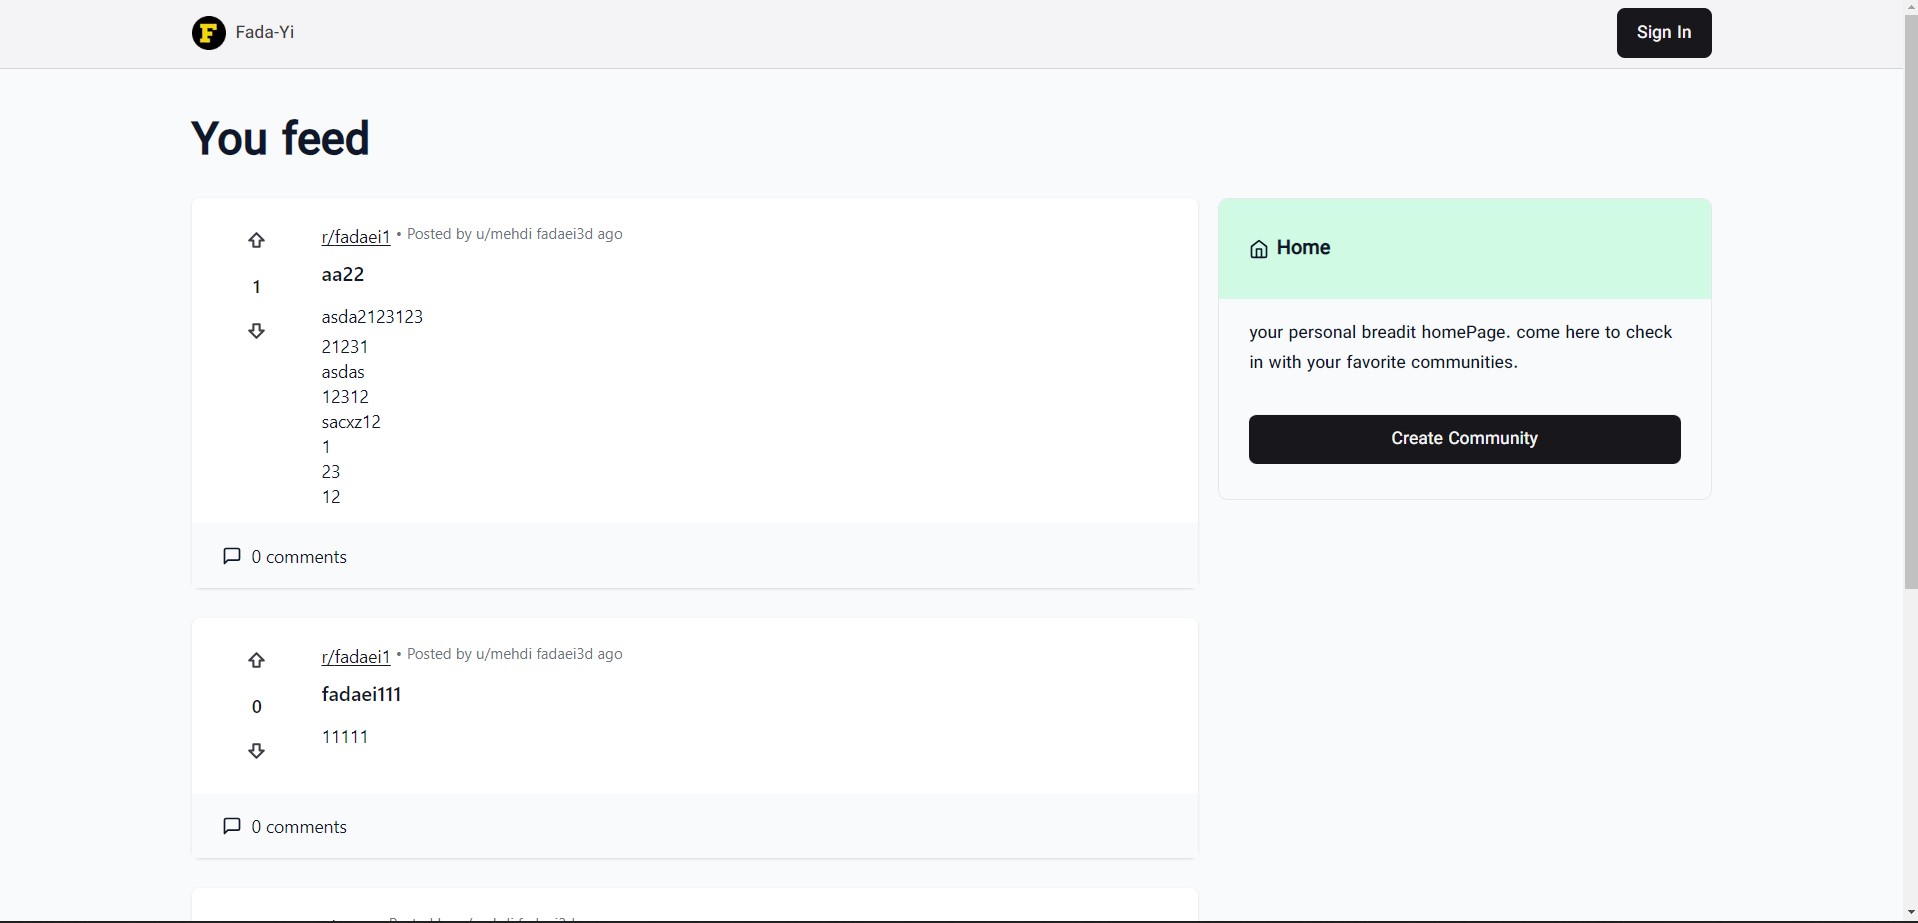 F Fada-Yi
Sign In
You feed
r/fadaei1 • Posted by u/mehdi fadaei3d ago
aa22
1
asda2123123
21231
asdas
12312
sacxz12
1
23
12
0 comments
Home
your personal breadit homePage. come here to check
in with your favorite communities.
Create Community
r/fadaei1 • Posted by u/mehdi fadaei3d ago
fadaei111
0
11111
0 comments